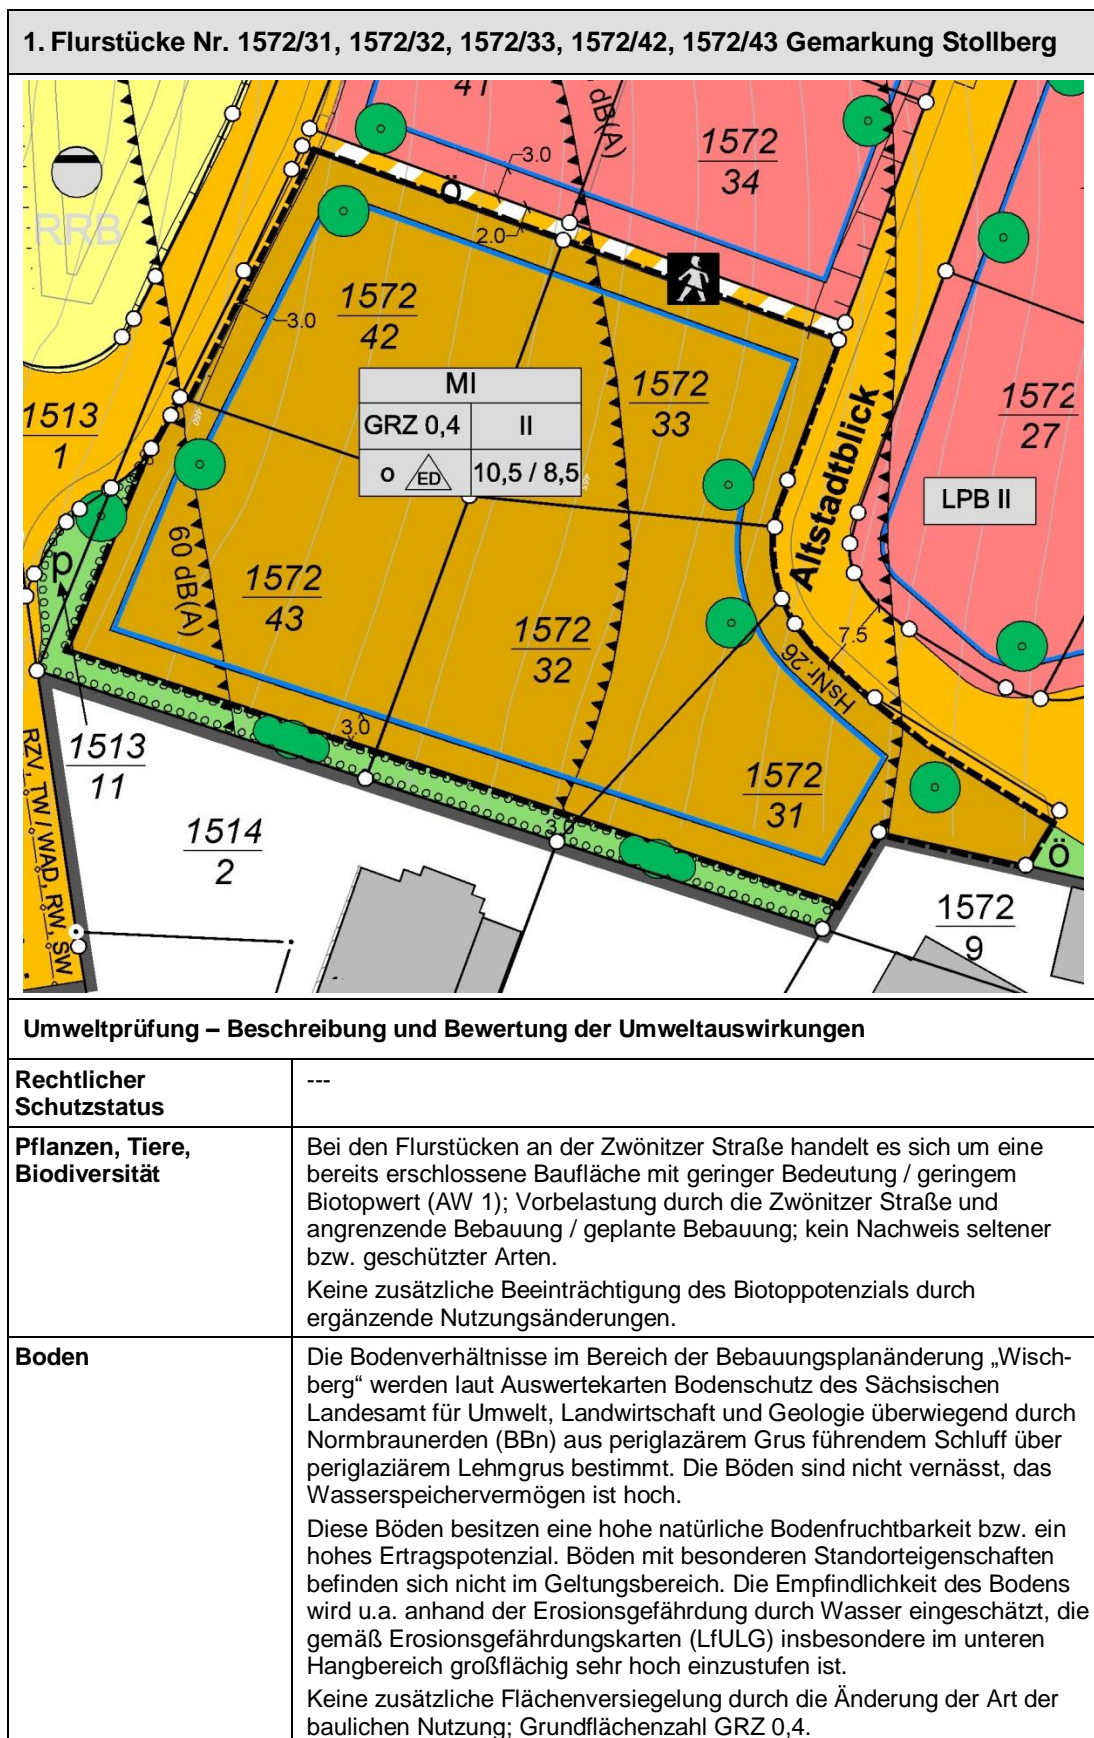 1. Flurstücke Nr. 1572/31, 1572/32, 1572/33, 1572/42, 1572/43 Gemarkung Stollberg
41
dB(A)
1572
34
3.0
Ö
2.0
RRB
1572
42
3.0
MI
GRZ 0,4
II
o
ED
10,5 / 8,5
1572
33
1572
27
1513
1
Altstadtblick
LPB II
p
60 dB(A)
1572
43
1572
32
7.5
HsNr.26
3.0
1513
11
1572
31
RZV, TW / WAD, RW, SW
1514
2
3.0
ö
1572
9
Umweltprüfung – Beschreibung und Bewertung der Umweltauswirkungen
Rechtlicher
Schutzstatus
---
Pflanzen, Tiere,
Biodiversität
Bei den Flurstücken an der Zwönitzer Straße handelt es sich um eine
bereits erschlossene Baufläche mit geringer Bedeutung / geringem
Biotopwert (AW 1); Vorbelastung durch die Zwönitzer Straße und
angrenzende Bebauung / geplante Bebauung; kein Nachweis seltener
bzw. geschützter Arten.
Keine zusätzliche Beeinträchtigung des Biotoppotenzials durch
ergänzende Nutzungsänderungen.
Boden
Die Bodenverhältnisse im Bereich der Bebauungsplanänderung „Wisch-
berg“ werden laut Auswertekarten Bodenschutz des Sächsischen
Landesamt für Umwelt, Landwirtschaft und Geologie überwiegend durch
Normbraunerden (BBn) aus periglazärem Grus führendem Schluff über
periglaziärem Lehmgrus bestimmt. Die Böden sind nicht vernässt, das
Wasserspeichervermögen ist hoch.
Diese Böden besitzen eine hohe natürliche Bodenfruchtbarkeit bzw. ein
hohes Ertragspotenzial. Böden mit besonderen Standorteigenschaften
befinden sich nicht im Geltungsbereich. Die Empfindlichkeit des Bodens
wird u.a. anhand der Erosionsgefährdung durch Wasser eingeschätzt, die
gemäß Erosionsgefährdungskarten (LfULG) insbesondere im unteren
Hangbereich großflächig sehr hoch einzustufen ist.
Keine zusätzliche Flächenversiegelung durch die Änderung der Art der
baulichen Nutzung; Grundflächenzahl GRZ 0,4.